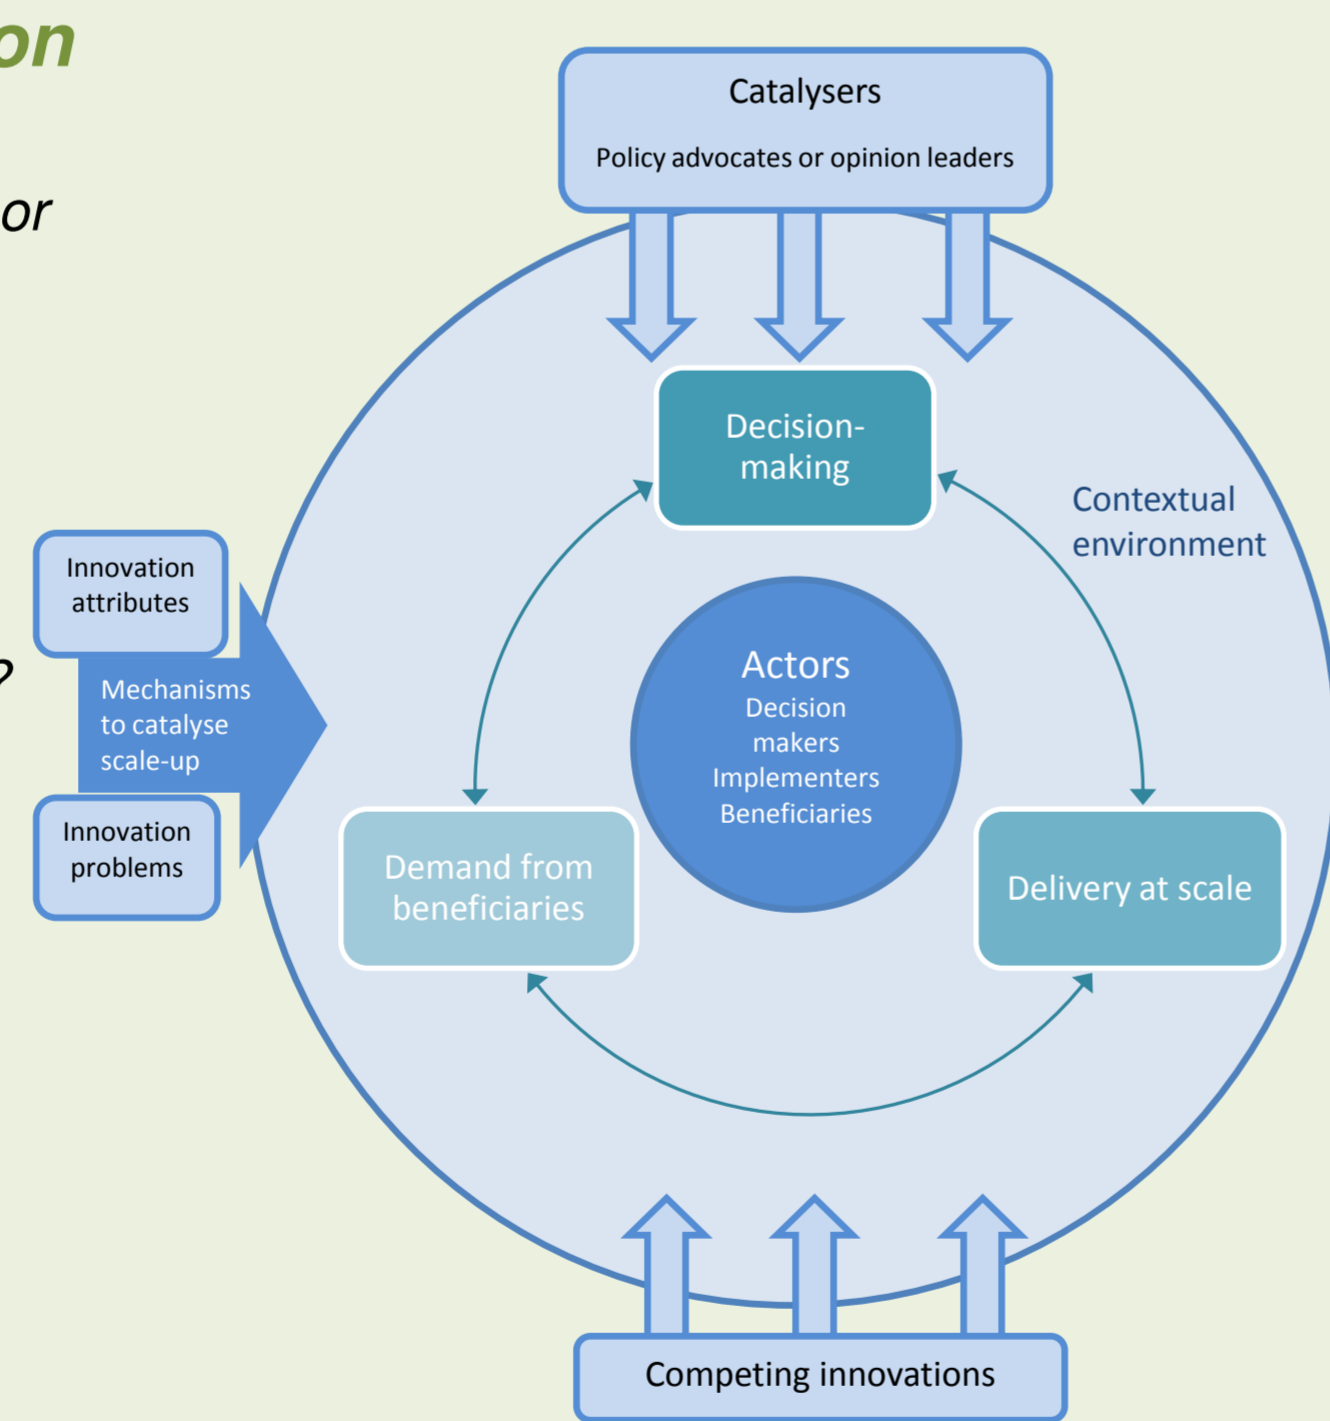 on
or
?
Catalysers
Policy advocates or opinion leaders
Decision-
making
Contextual
environment
Innovation
attributes
Mechanisms
to catalyse
scale-up
Innovation
problems
Actors
Decision
makers
Implementers
Beneficiaries
Demand from
beneficiaries
Delivery at scale
Competing innovations